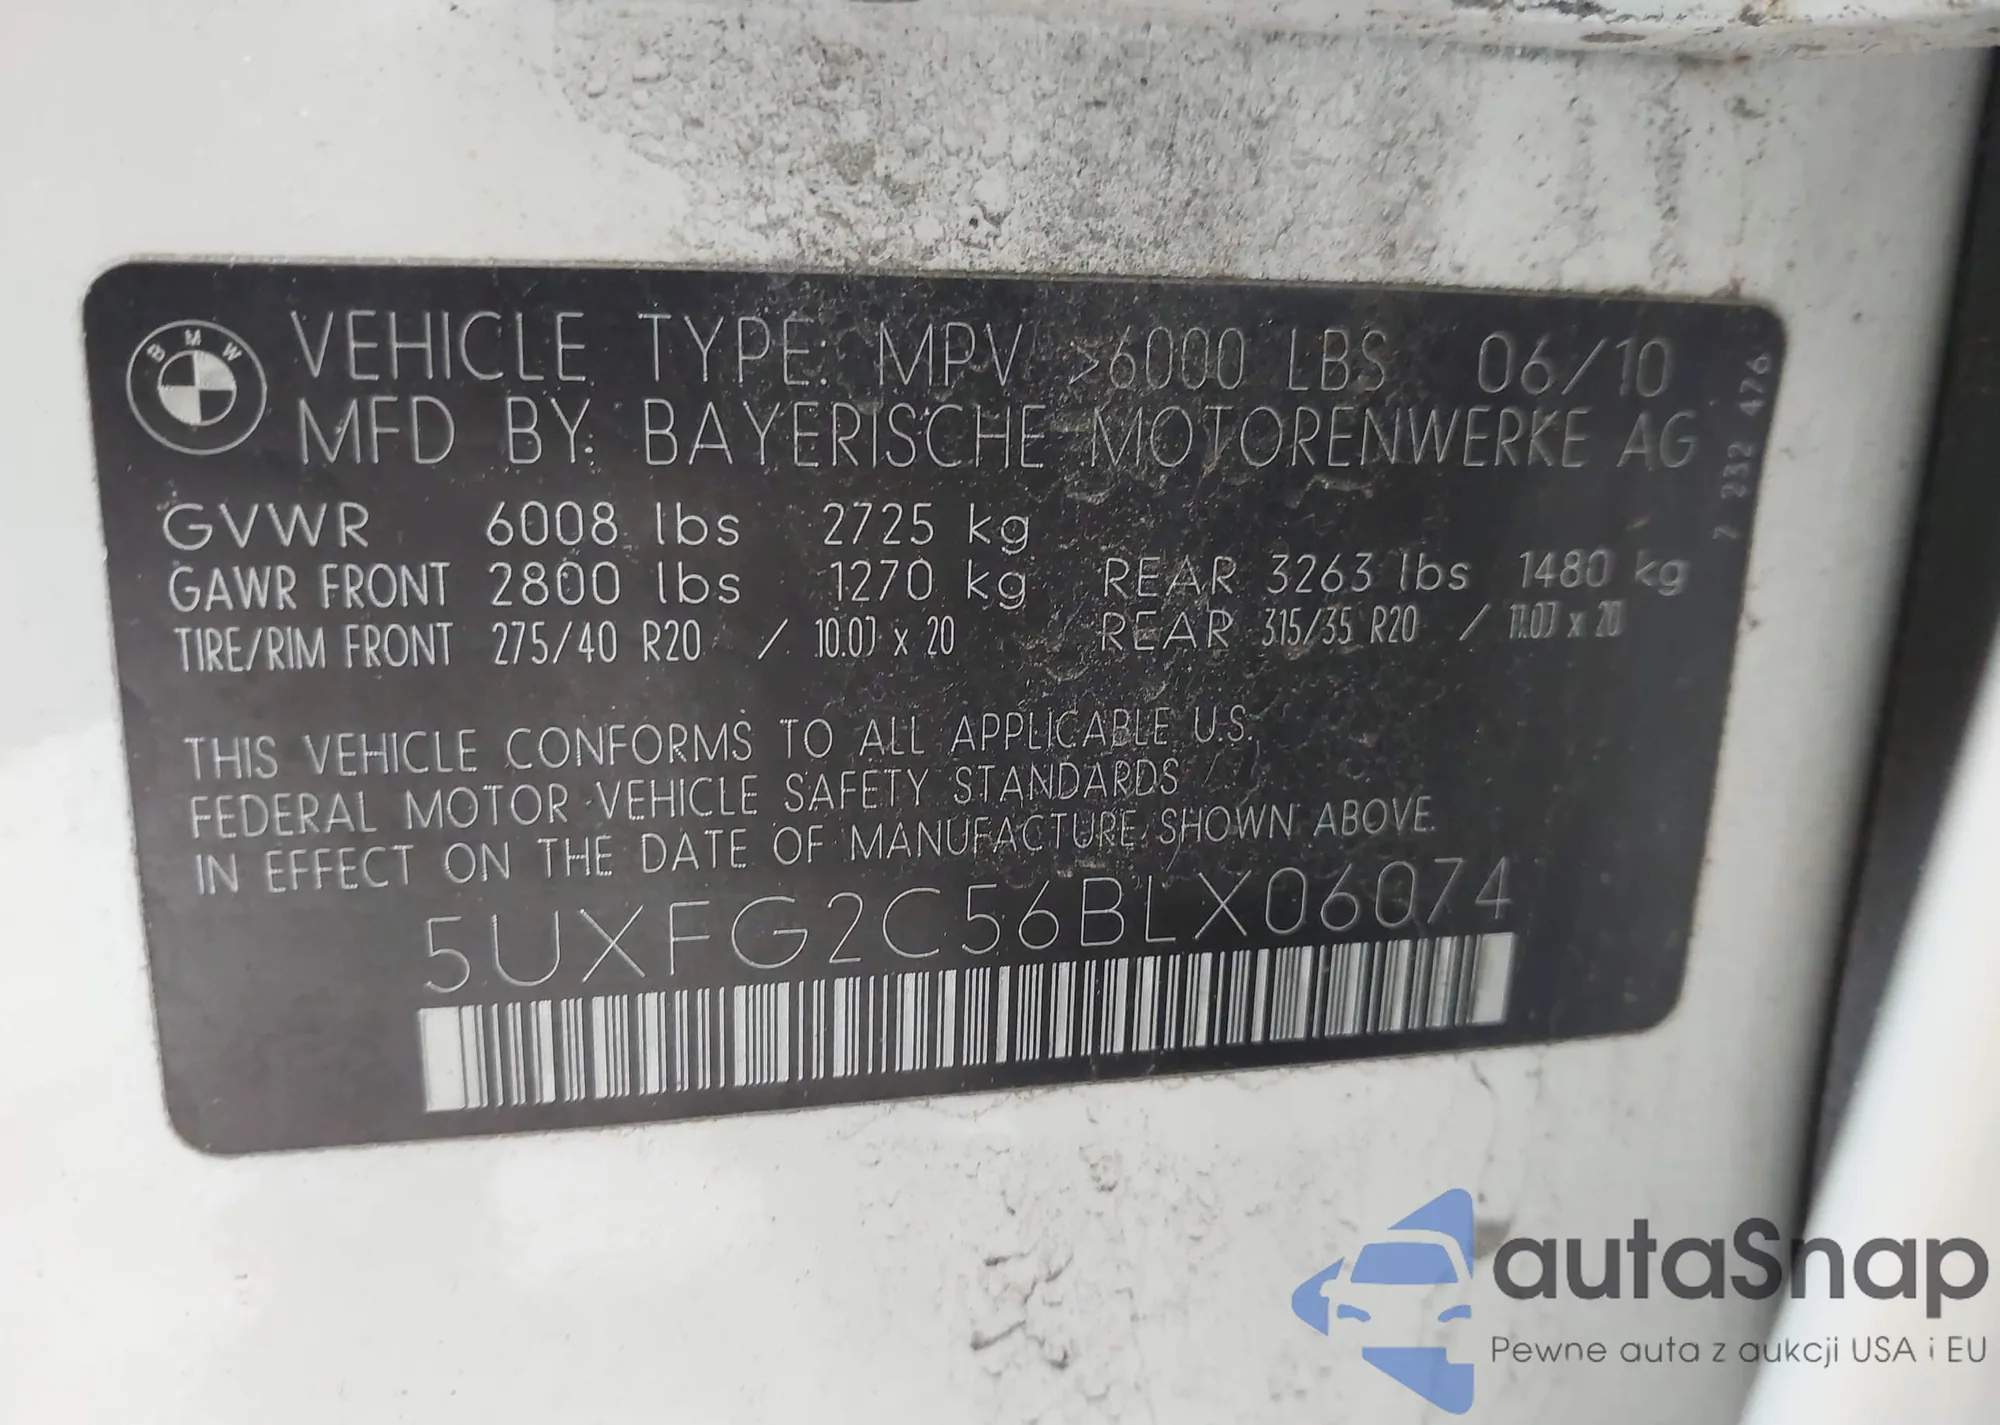 BMW
VEHICLE TYPE: MPV >6000 LBS 06/10
MFD BY: BAYERISCHE MOTORENWERKE AG
7 232 476
GVWR 6008 lbs 2725 kg
GAWR FRONT 2800 lbs 1270 kg REAR 3263 lbs 1480 kg
TIRE/RIM FRONT 275/40 R20 / 10.0J x 20 REAR 315/35 R20 / 11.0J x 20
THIS VEHICLE CONFORMS TO ALL APPLICABLE U.S.
FEDERAL MOTOR VEHICLE SAFETY STANDARDS
IN EFFECT ON THE DATE OF MANUFACTURE SHOWN ABOVE.
5UXFG2C56BLX06074
autaSnap
Pewne auta z aukcji USA i EU